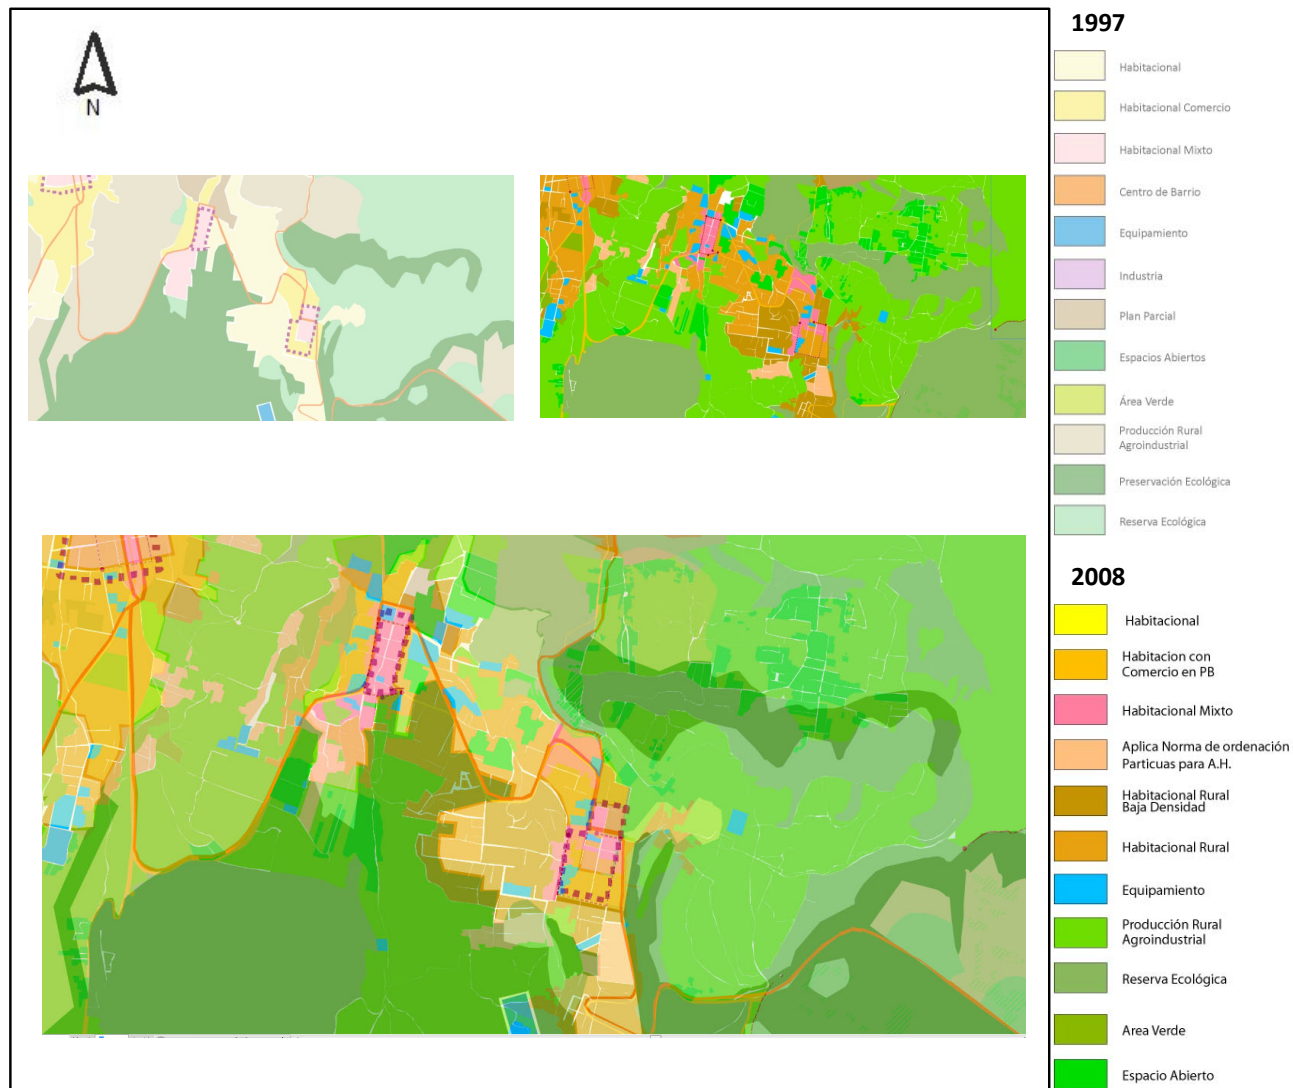 N
1997
Habitacional
Habitacional Comercio
Habitacional Mixto
Centro de Barrio
Equipamiento
Industria
Plan Parcial
Espacios Abiertos
Área Verde
Producción Rural
Agroindustrial
Preservación Ecológica
Reserva Ecológica
2008
Habitacional
Habitacion con
Comercio en PB
Habitacional Mixto
Aplica Norma de ordenación
Particuas para A.H.
Habitacional Rural
Baja Densidad
Habitacional Rural
Equipamiento
Producción Rural
Agroindustrial
Reserva Ecológica
Area Verde
Espacio Abierto